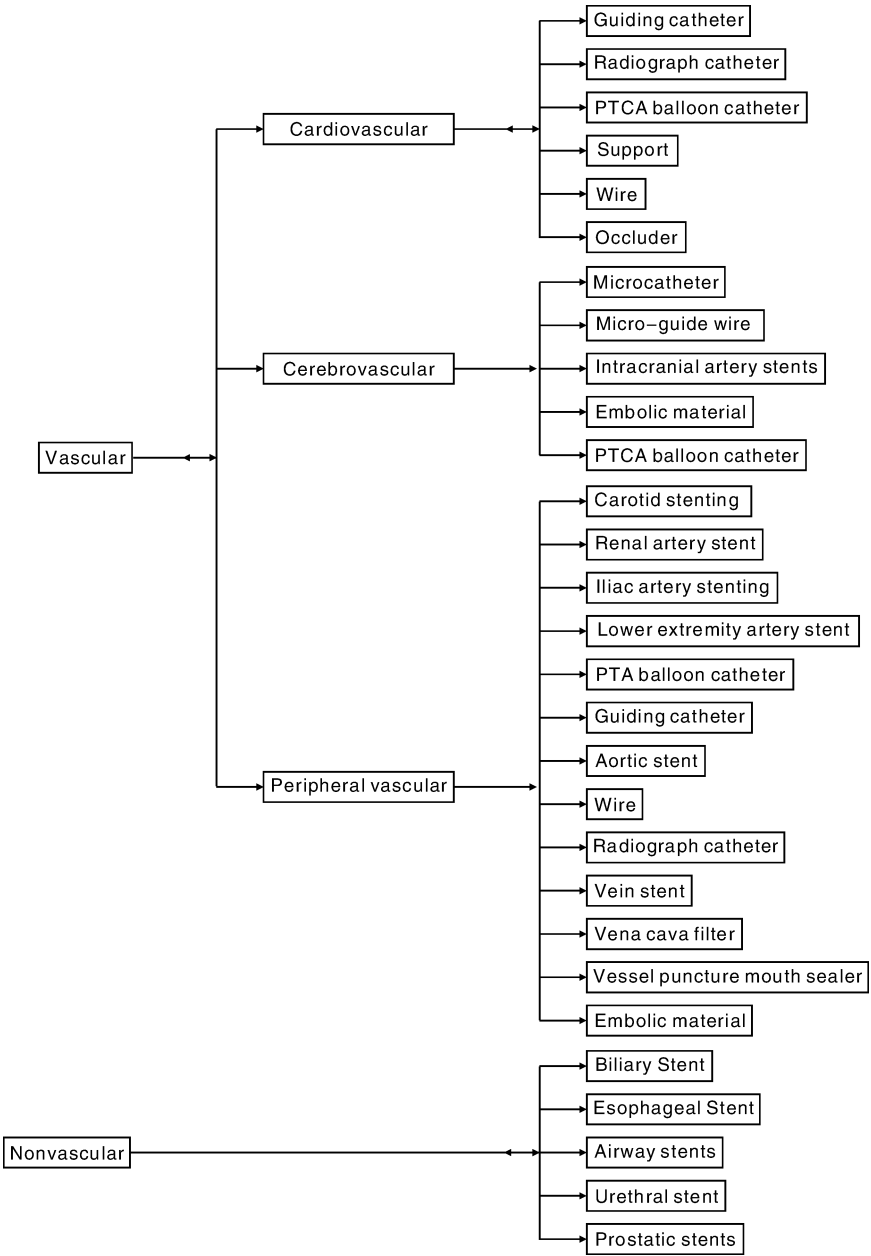 Vascular
Cardiovascular
Guiding catheter
Radiograph catheter
PTCA balloon catheter
Support
Wire
Occluder
Cerebrovascular
Microcatheter
Micro–guide wire
Intracranial artery stents
Embolic material
PTCA balloon catheter
Peripheral vascular
Carotid stenting
Renal artery stent
Iliac artery stenting
Lower extremity artery stent
PTA balloon catheter
Guiding catheter
Aortic stent
Wire
Radiograph catheter
Vein stent
Vena cava filter
Vessel puncture mouth sealer
Embolic material
Nonvascular
Biliary Stent
Esophageal Stent
Airway stents
Urethral stent
Prostatic stents